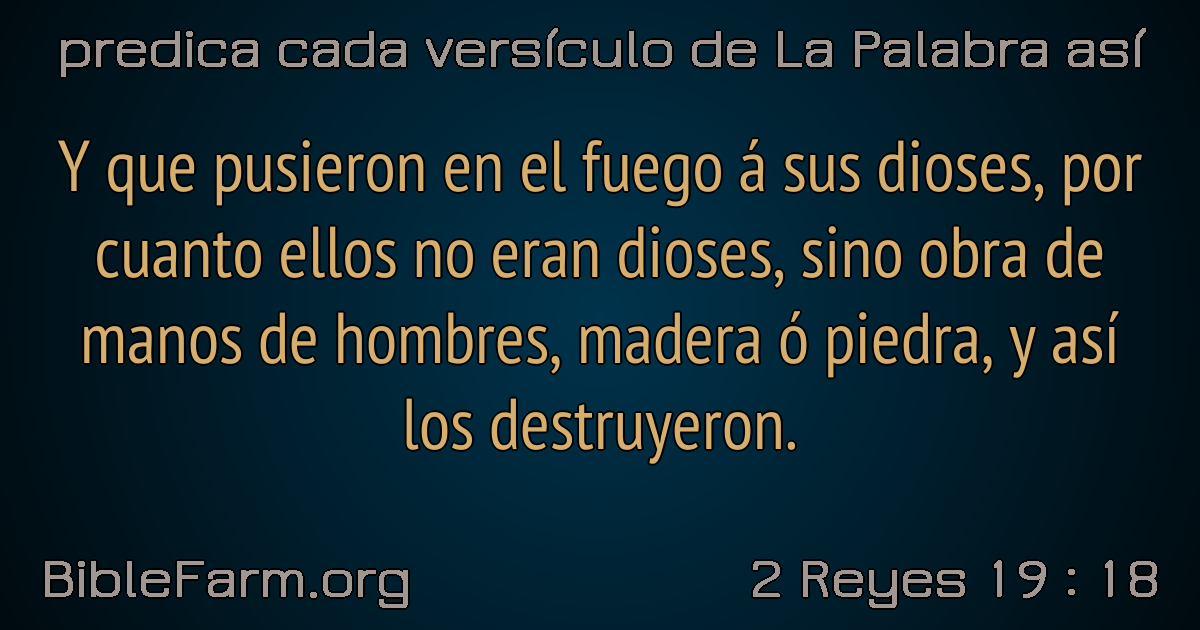 predica cada versículo de La Palabra así
Y que pusieron en el fuego á sus dioses, por
cuanto ellos no eran dioses, sino obra de
manos de hombres, madera ó piedra, y así
los destruyeron.
BibleFarm.org
2 Reyes 19 : 18